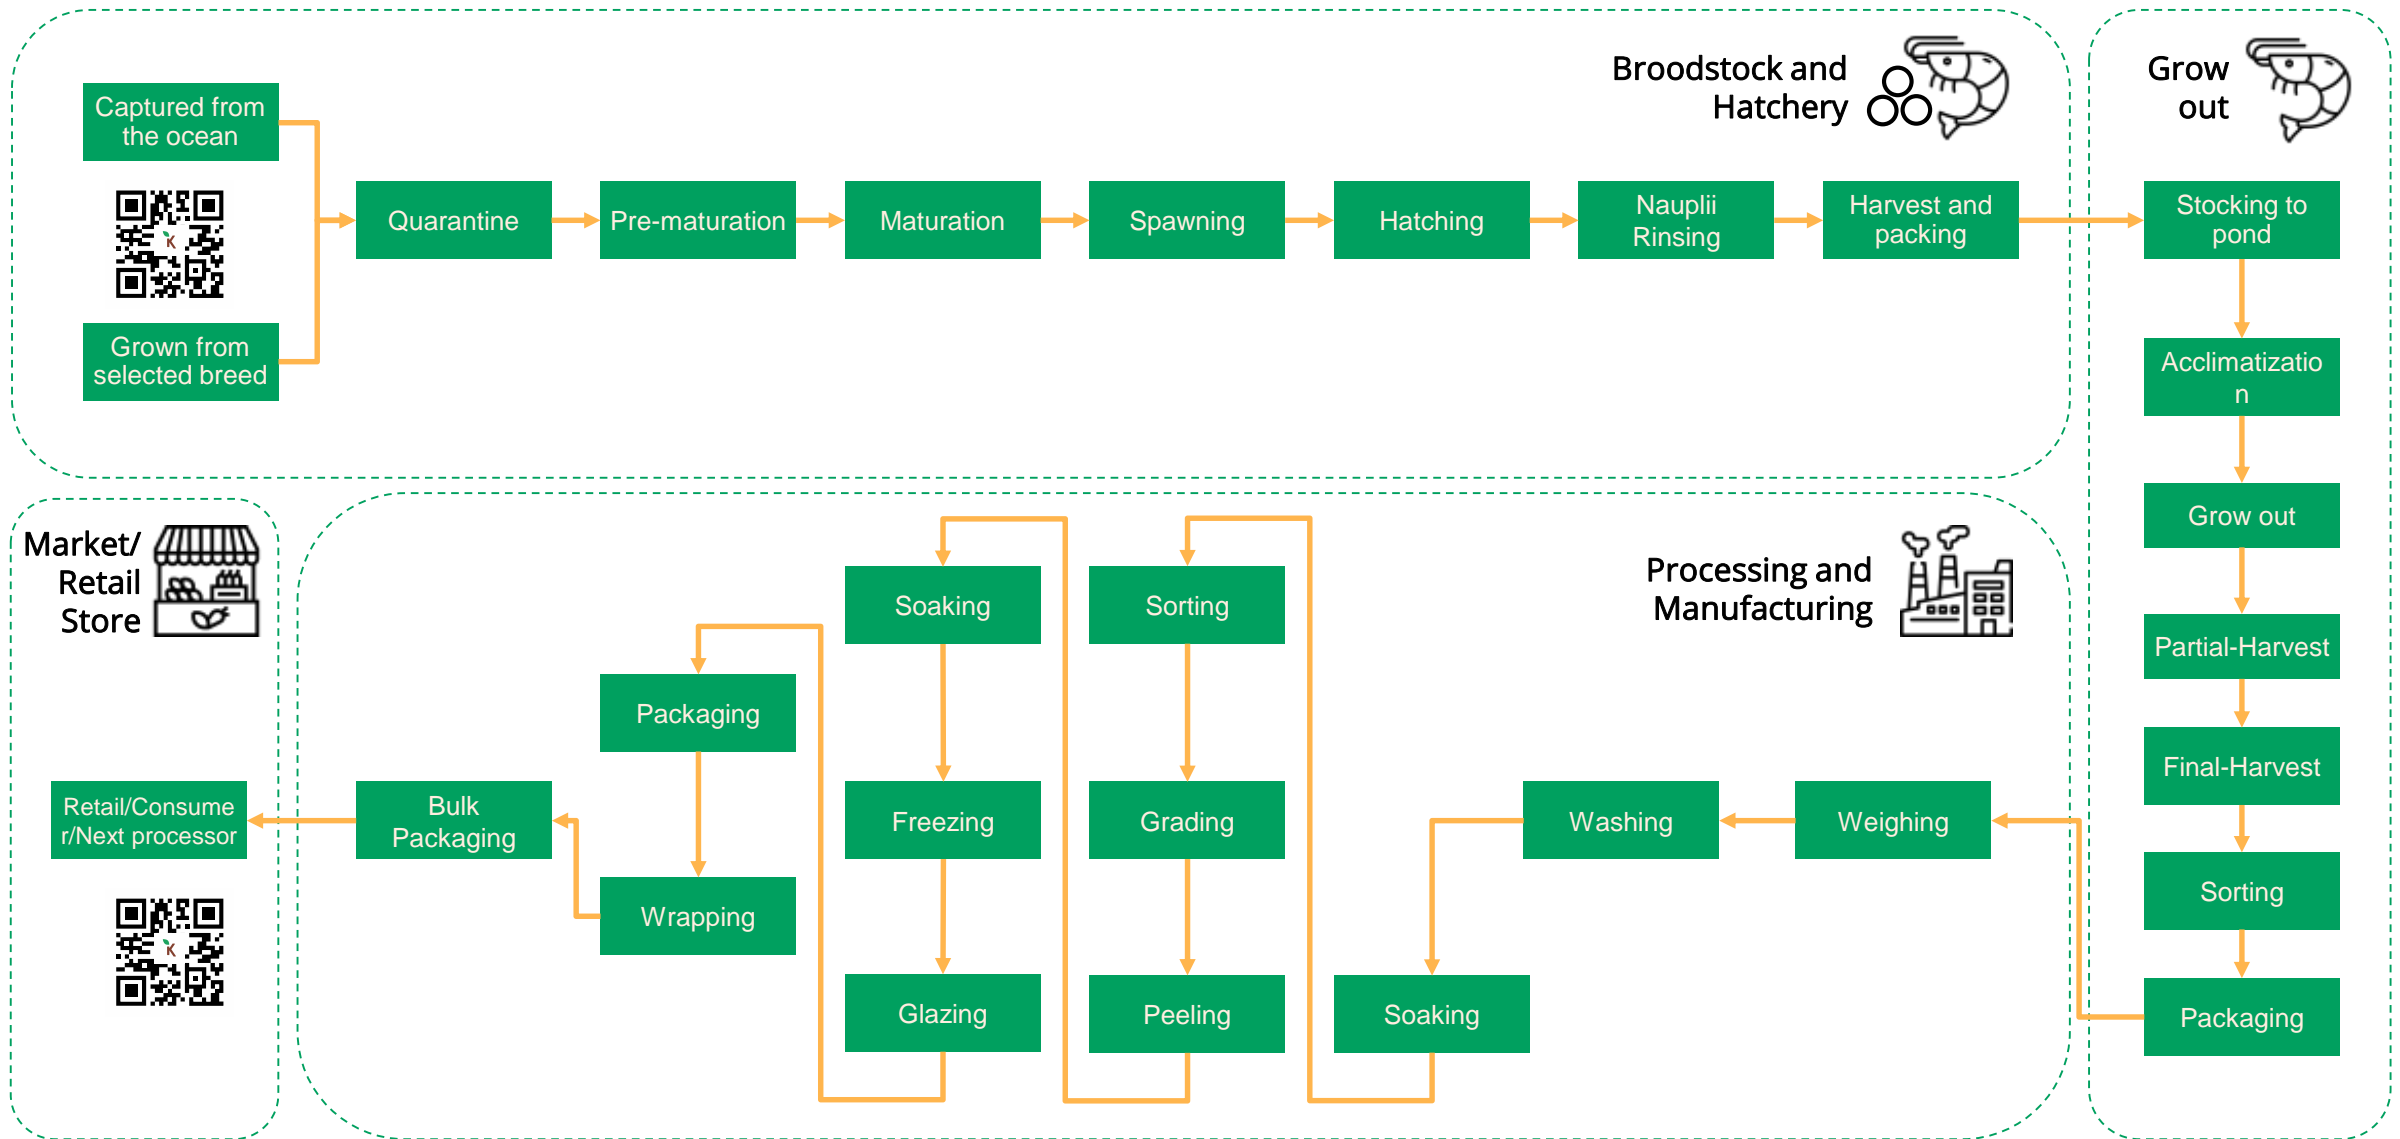 Broodstock and
Hatchery
Grow
out
Captured from
the ocean
K
Grown from
selected breed
Quarantine
Pre-maturation
Maturation
Spawning
Hatching
Nauplii
Rinsing
Harvest and
packing
Stocking to
pond
Acclimatizatio
n
Grow out
Partial-Harvest
Final-Harvest
Sorting
Packaging
Processing and
Manufacturing
Weighing
Washing
Soaking
Sorting
Grading
Peeling
Soaking
Freezing
Glazing
Packaging
Wrapping
Bulk
Packaging
Market/
Retail
Store
Retail/Consume
r/Next processor
K